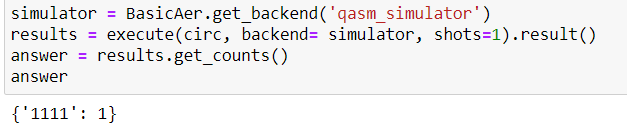 simulator = BasicAer.get_backend('qasm_simulator')
results = execute(circ, backend= simulator, shots=1).result()
answer = results.get_counts()
answer
{'1111': 1}